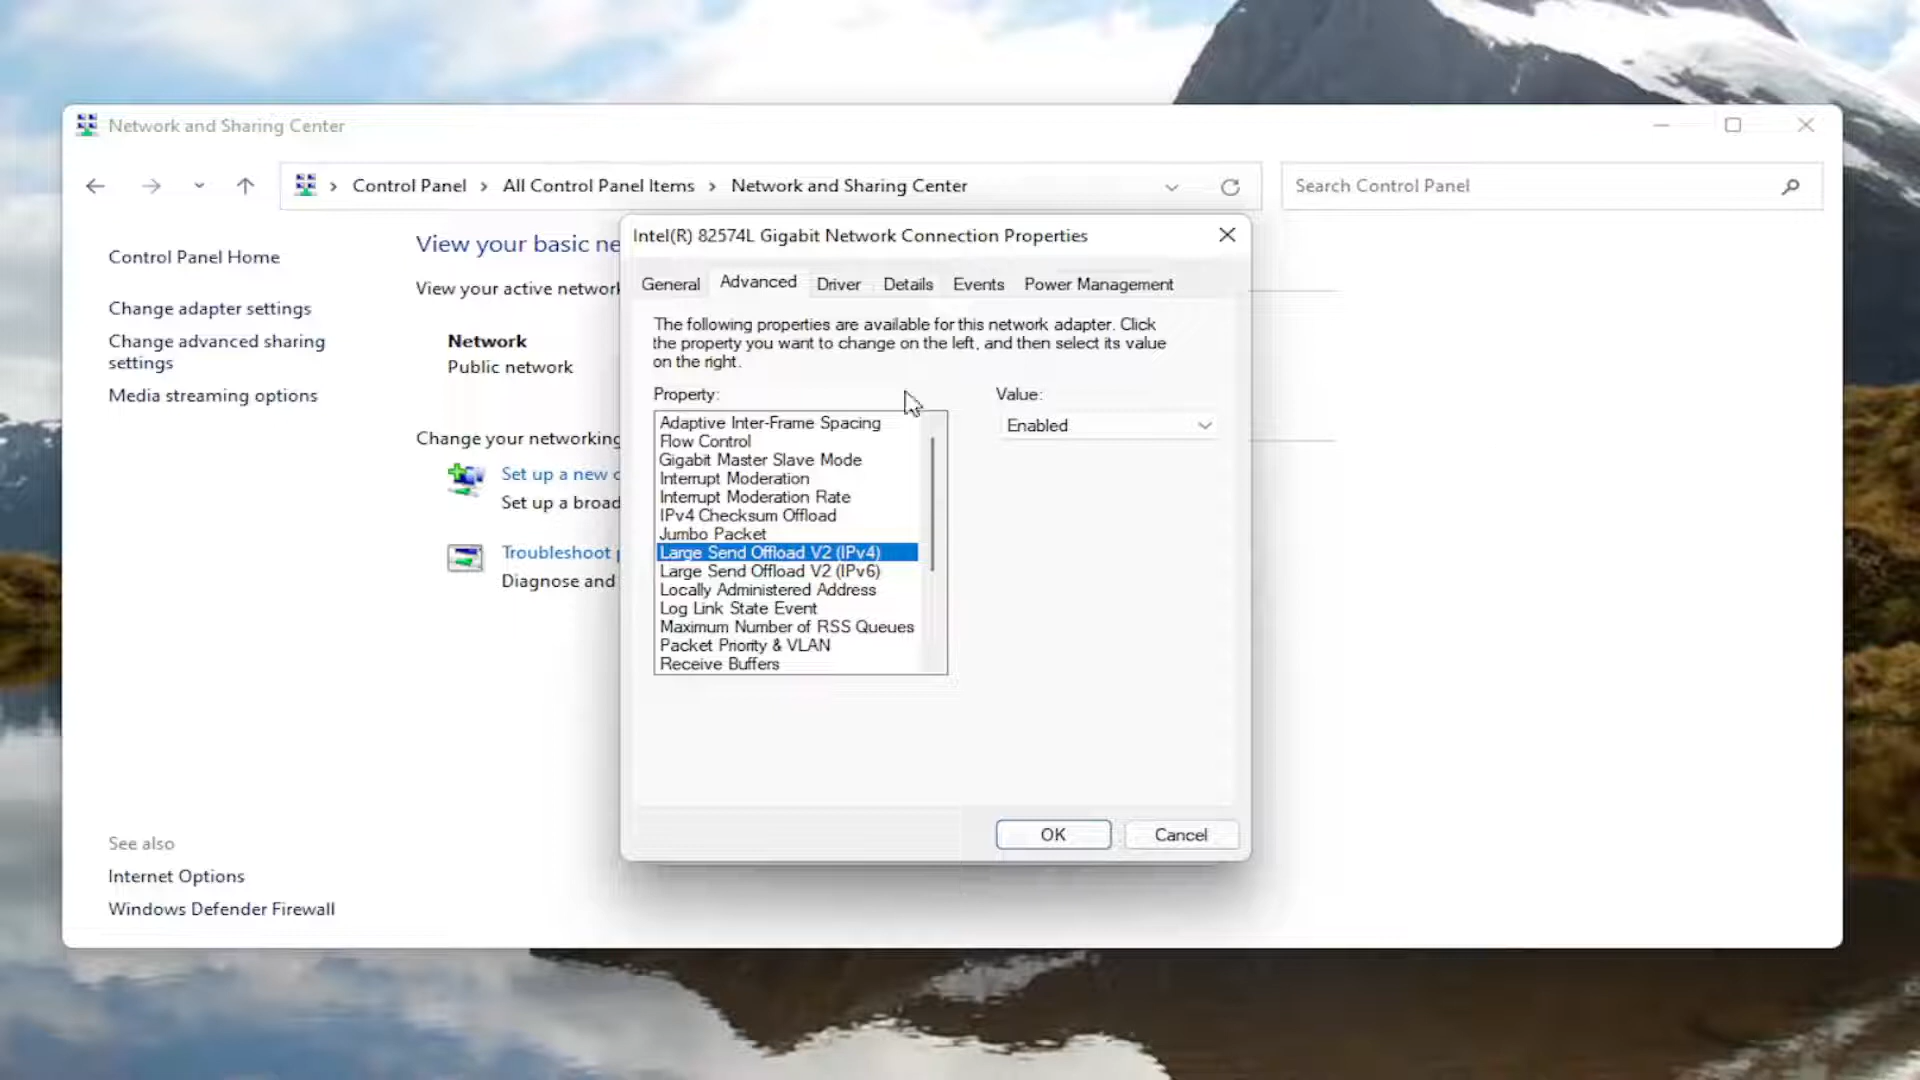 Network and Sharing Center
Control Panel
All Control Panel Items
Network and Sharing Center
Search Control Panel
Control Panel Home
Change adapter settings
Change advanced sharing
settings
Media streaming options
See also
Internet Options
Windows Defender Firewall
View your basic ne
View your active network
Network
Public network
Change your networking
Set up a new c
Set up a broad
Troubleshoot p
Diagnose and
Intel(R) 82574L Gigabit Network Connection Properties
General
Advanced
Driver
Details
Events
Power Management
The following properties are available for this network adapter. Click
the property you want to change on the left, and then select its value
on the right.
Property:
Adaptive Inter-Frame Spacing
Flow Control
Gigabit Master Slave Mode
Interrupt Moderation
Interrupt Moderation Rate
IPv4 Checksum Offload
Jumbo Packet
Large Send Offload V2 (IPv4)
Large Send Offload V2 (IPv6)
Locally Administered Address
Log Link State Event
Maximum Number of RSS Queues
Packet Priority & VLAN
Receive Buffers
Value:
Enabled
OK
Cancel